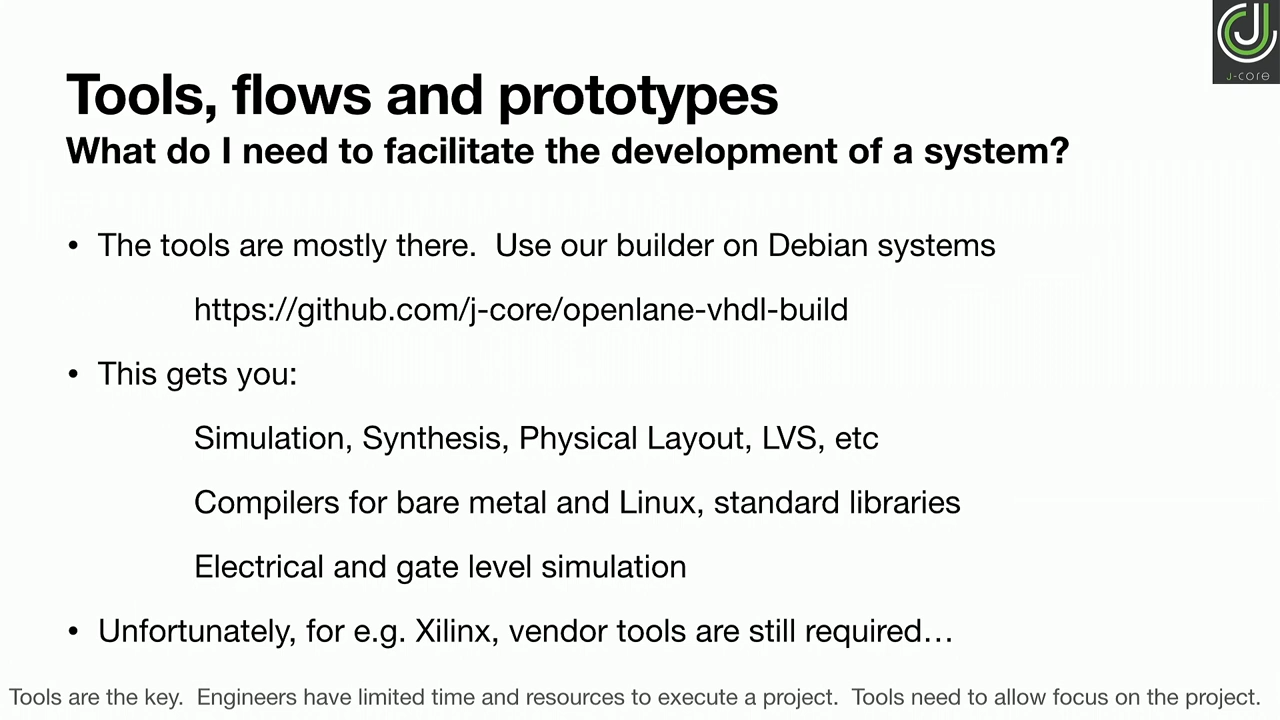 J-core
Tools, flows and prototypes
What do I need to facilitate the development of a system?
• The tools are mostly there.  Use our builder on Debian systems
https://github.com/j-core/openlane-vhdl-build
• This gets you:
Simulation, Synthesis, Physical Layout, LVS, etc
Compilers for bare metal and Linux, standard libraries
Electrical and gate level simulation
• Unfortunately, for e.g. Xilinx, vendor tools are still required…
Tools are the key.  Engineers have limited time and resources to execute a project.  Tools need to allow focus on the project.